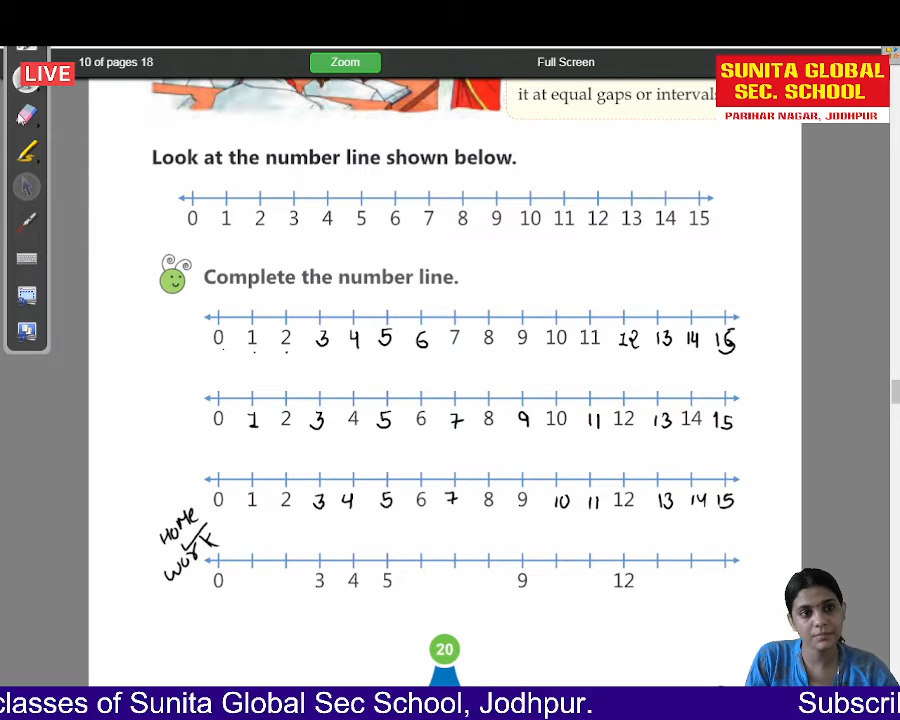 10 of pages 18
Zoom
Full Screen
LIVE
SUNITA GLOBAL
SEC. SCHOOL
PARIHAR NAGAR, JODHPUR
it at equal gaps or intervals
Look at the number line shown below.
0 1 2 3 4 5 6 7 8 9 10 11 12 13 14 15
Complete the number line.
0 1 2 3 4 5 6 7 8 9 10 11 12 13 14 15
0 1 2 3 4 5 6 7 8 9 10 11 12 13 14 15
0 1 2 3 4 5 6 7 8 9 10 11 12 13 14 15
HOME
WORK
0 3 4 5 9 12
20
classes of Sunita Global Sec School, Jodhpur.
Subscri